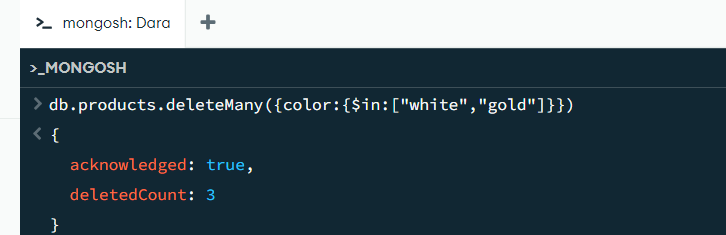 >_ mongosh: Dara +
>_MONGOSH
> db.products.deleteMany({color:{$in:["white","gold"]}})
< {
acknowledged: true,
deletedCount: 3
}